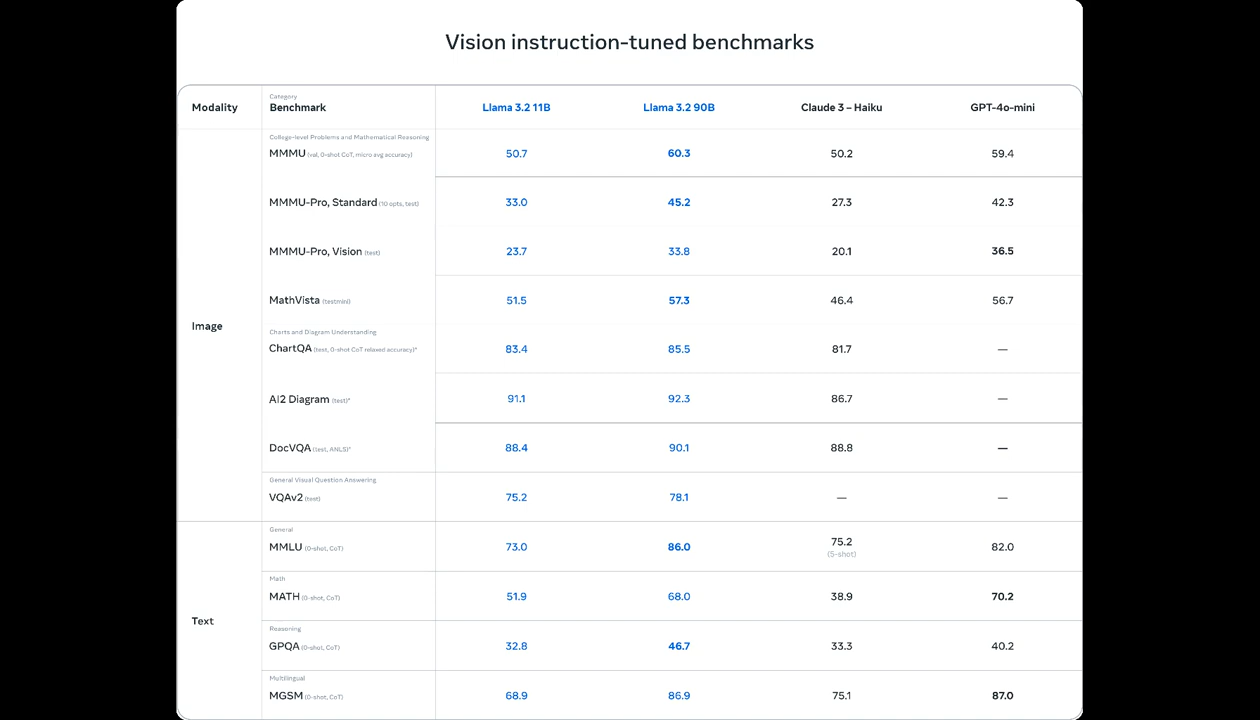 Vision instruction-tuned benchmarks
Modality Category Benchmark Llama 3.2 11B Llama 3.2 90B Claude 3 – Haiku GPT-4o-mini
Image
College-level Problems and Mathematical Reasoning
MMMU (val, 0-shot CoT, micro avg accuracy) 50.7 60.3 50.2 59.4
MMMU-Pro, Standard (10 opts, test) 33.0 45.2 27.3 42.3
MMMU-Pro, Vision (test) 23.7 33.8 20.1 36.5
MathVista (testmini) 51.5 57.3 46.4 56.7
Charts and Diagram Understanding
ChartQA (test, 0-shot CoT relaxed accuracy)* 83.4 85.5 81.7 —
AI2 Diagram (test)* 91.1 92.3 86.7 —
DocVQA (test, ANLS)* 88.4 90.1 88.8 —
General Visual Question Answering
VQAv2 (test) 75.2 78.1 — —
Text
General
MMLU (0-shot, CoT) 73.0 86.0 75.2 (5-shot) 82.0
Math
MATH (0-shot, CoT) 51.9 68.0 38.9 70.2
Reasoning
GPQA (0-shot, CoT) 32.8 46.7 33.3 40.2
Multilingual
MGSM (0-shot, CoT) 68.9 86.9 75.1 87.0